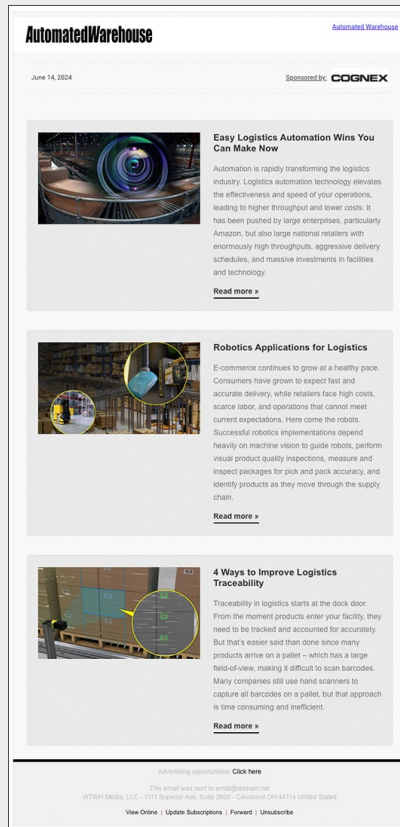 AutomatedWarehouse
Automated Warehouse
June 14, 2024
Sponsored by: COGNEX
Easy Logistics Automation Wins You
Can Make Now
Automation is rapidly transforming the logistics
industry. Logistics automation technology elevates
the effectiveness and speed of your operations,
leading to higher throughput and lower costs. It
has been pushed by large enterprises, particularly
Amazon, but also large national retailers with
enormously high throughputs, aggressive delivery
schedules, and massive investments in facilities
and technology.
Read more »
Robotics Applications for Logistics
E-commerce continues to grow at a healthy pace.
Consumers have grown to expect fast and
accurate delivery, while retailers face high costs,
scarce labor, and operations that cannot meet
current expectations. Here come the robots.
Successful robotics implementations depend
heavily on machine vision to guide robots, perform
visual product quality inspections, measure and
inspect packages for pick and pack accuracy, and
identify products as they move through the supply
chain.
Read more »
4 Ways to Improve Logistics
Traceability
Traceability in logistics starts at the dock door.
From the moment products enter your facility, they
need to be tracked and accounted for accurately.
But that's easier said than done since many
products arrive on a pallet – which has a large
field-of-view, making it difficult to scan barcodes.
Many companies still use hand scanners to
capture all barcodes on a pallet, but that approach
is time consuming and inefficient.
Read more »
Advertising opportunities: Click here
This email was sent to email@domain.net
WTWH Media, LLC - 1111 Superior Ave, Suite 2600 - Cleveland OH 44114 United States
View Online | Update Subscriptions | Forward | Unsubscribe